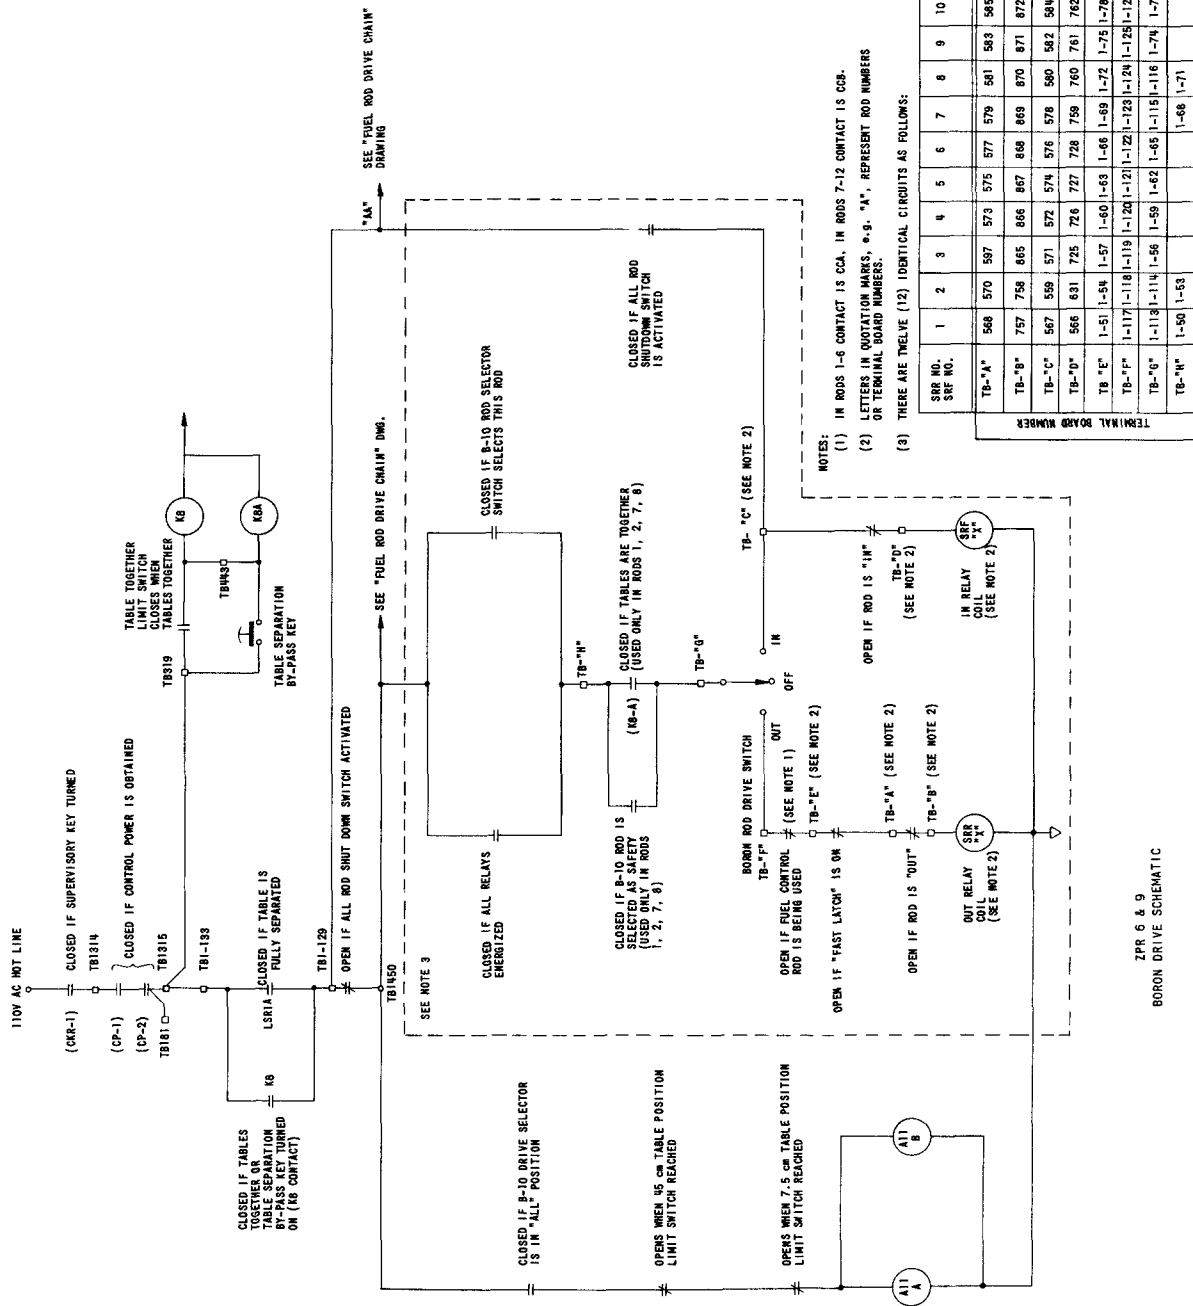 110V AC HOT LINE
(CKR-1)
CLOSED IF SUPERVISORY KEY TURNED
TB1314
(CP-1)
CLOSED IF CONTROL POWER IS OBTAINED
(CP-2)
TB1315
TB181
TB1-133
LSR1A
CLOSED IF TABLE IS
FULLY SEPARATED
K8
CLOSED IF TABLES
TOGETHER OR
TABLE SEPARATION
BY-PASS KEY TURNED
ON (K8 CONTACT)
TB1-129
OPEN IF ALL ROD SHUT DOWN SWITCH ACTIVATED
TB1450
TB319
TABLE TOGETHER
LIMIT SWITCH
CLOSES WHEN
TABLES TOGETHER
TB443
TABLE SEPARATION
BY-PASS KEY
K8
K8A
"AA"
SEE "FUEL ROD DRIVE CHAIN"
DRAWING
SEE "FUEL ROD DRIVE CHAIN" DWG.
SEE NOTE 3
CLOSED IF ALL RELAYS
ENERGIZED
CLOSED IF B-10 ROD SELECTOR
SWITCH SELECTS THIS ROD
TB-"H"
CLOSED IF B-10 ROD IS
SELECTED AS SAFETY
(USED ONLY IN RODS
1, 2, 7, 8)
(K8-A)
CLOSED IF TABLES ARE TOGETHER
(USED ONLY IN RODS 1, 2, 7, 8)
TB-"G"
CLOSED IF ALL ROD
SHUTDOWN SWITCH
IS ACTIVATED
BORON ROD DRIVE SWITCH
OUT
OFF
IN
TB-"F"
OPEN IF FUEL CONTROL
ROD IS BEING USED
(SEE NOTE 1)
TB-"E" (SEE NOTE 2)
OPEN IF "FAST LATCH" IS ON
TB-"A" (SEE NOTE 2)
OPEN IF ROD IS "OUT"
TB-"B" (SEE NOTE 2)
SRR
"X"
OUT RELAY
COIL
(SEE NOTE 2)
TB- "C" (SEE NOTE 2)
OPEN IF ROD IS "IN"
TB-"D"
(SEE NOTE 2)
SRF
"X"
IN RELAY
COIL
(SEE NOTE 2)
CLOSED IF B-10 DRIVE SELECTOR
IS IN "ALL" POSITION
OPENS WHEN 45 cm TABLE POSITION
LIMIT SWITCH REACHED
OPENS WHEN 7.5 cm TABLE POSITION
LIMIT SWITCH REACHED
A11
A
A11
B
NOTES:
(1) IN RODS 1-6 CONTACT IS CCA, IN RODS 7-12 CONTACT IS CCB.
(2) LETTERS IN QUOTATION MARKS, e.g. "A", REPRESENT ROD NUMBERS
OR TERMINAL BOARD NUMBERS.
(3) THERE ARE TWELVE (12) IDENTICAL CIRCUITS AS FOLLOWS:
TERMINAL BOARD NUMBER
SRR NO.
SRF NO. 1 2 3 4 5 6 7 8 9 10
TB-"A" 568 570 597 573 575 577 579 581 583 585
TB-"B" 757 758 865 866 867 868 869 870 871 872
TB-"C" 567 559 571 572 574 576 578 580 582 584
TB-"D" 566 631 725 726 727 728 759 760 761 762
TB "E" 1-51 1-54 1-57 1-60 1-63 1-66 1-69 1-72 1-75 1-78
TB-"F" 1-117 1-118 1-119 1-120 1-121 1-122 1-123 1-124 1-125 1-12
TB-"G" 1-113 1-114 1-56 1-59 1-62 1-65 1-115 1-116 1-74 1-7
TB-"H" 1-50 1-53 1-68 1-71
ZPR 6 & 9
BORON DRIVE SCHEMATIC